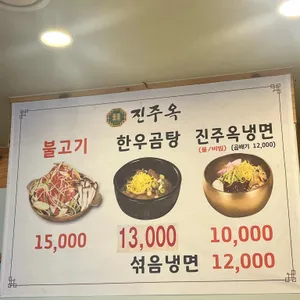 진주옥
불고기
한우곰탕
진주옥냉면
(물/비빔) (곱배기 12,000)
15,000
13,000
10,000
섞음냉면 12,000